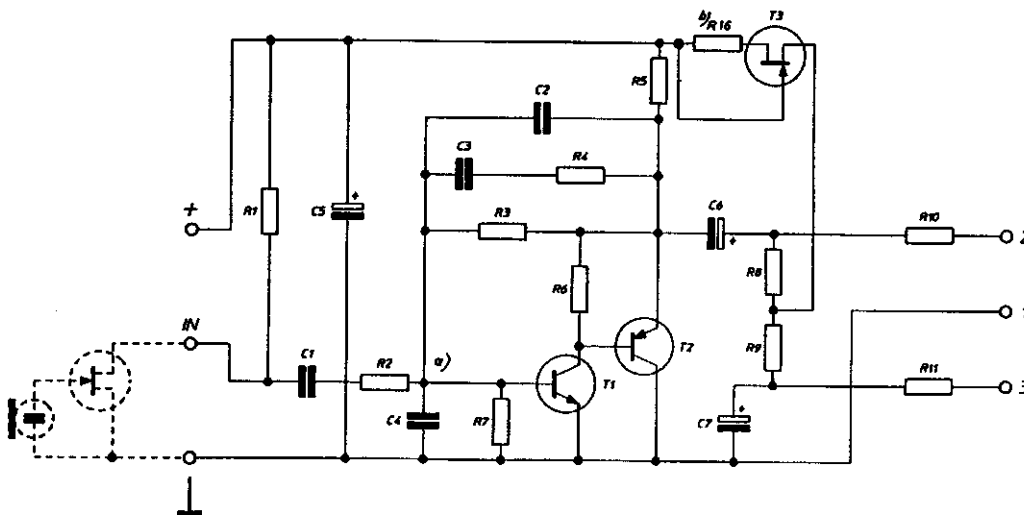 b) R16
T3
R5
C2
C3
R4
R1
C5
+
+
R3
C6
+
R10
2
R6
R8
1
IN
C1
R2
a)
T1
T2
R9
R11
3
C4
R7
C7
+